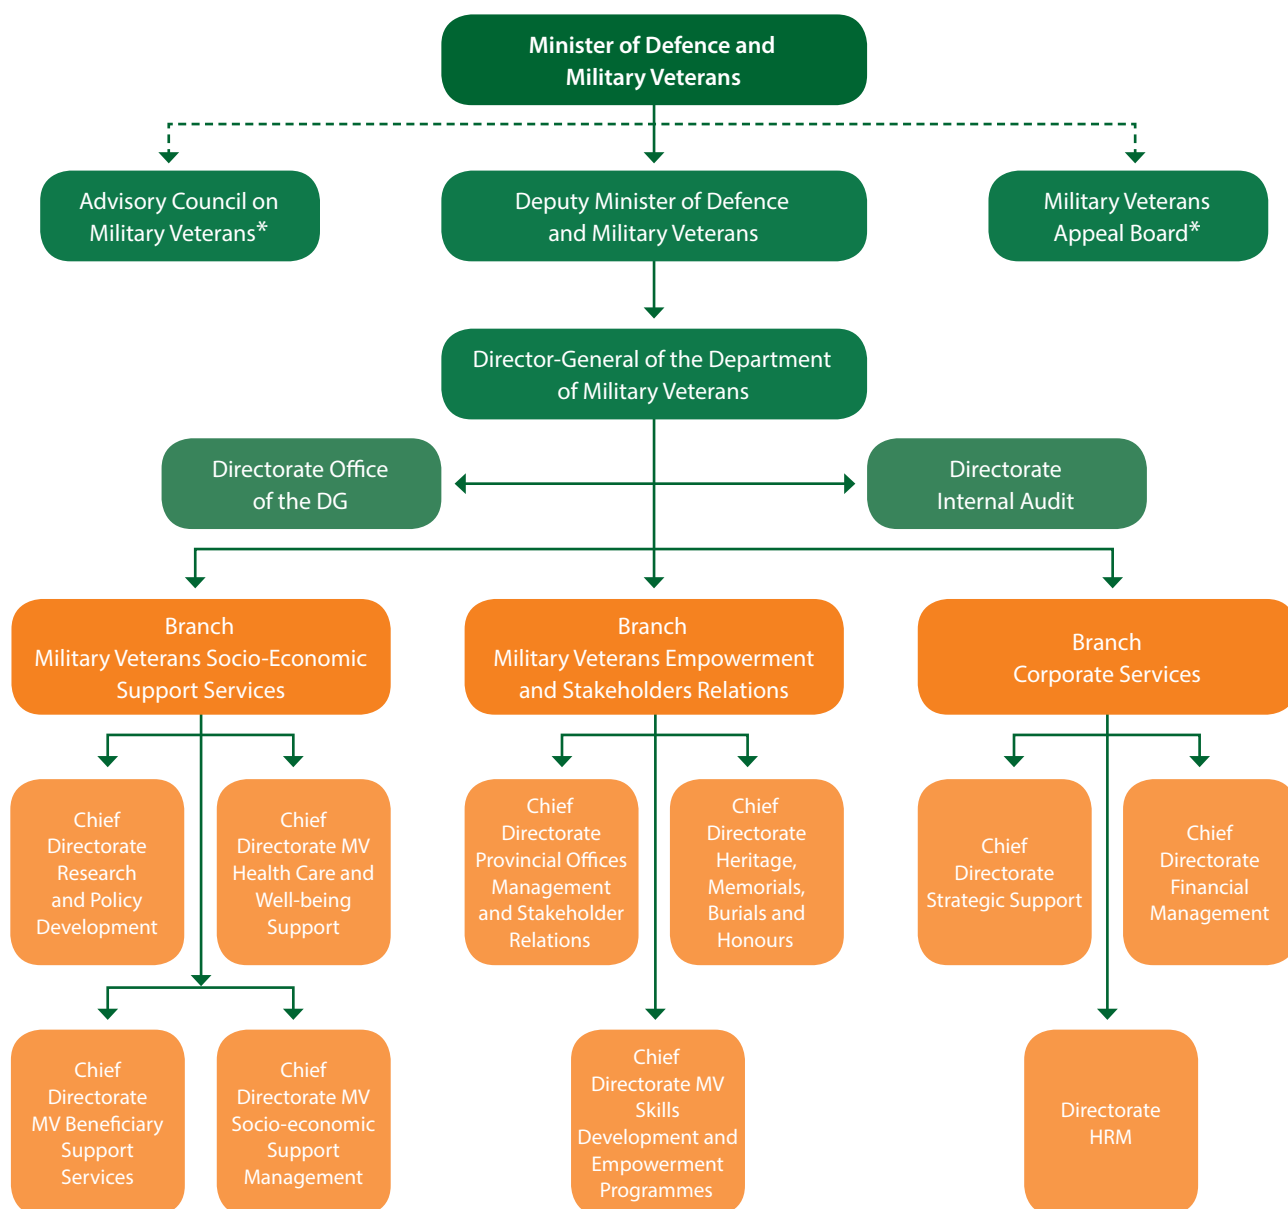 Minister of Defence and
Military Veterans
Advisory Council on
Military Veterans*
Deputy Minister of Defence
and Military Veterans
Military Veterans
Appeal Board*
Director-General of the Department
of Military Veterans
Directorate Office
of the DG
Directorate
Internal Audit
Branch
Military Veterans Socio-Economic
Support Services
Branch
Military Veterans Empowerment
and Stakeholders Relations
Branch
Corporate Services
Chief
Directorate
Research
and Policy
Development
Chief
Directorate MV
Health Care and
Well-being
Support
Chief
Directorate
Provincial Offices
Management
and Stakeholder
Relations
Chief
Directorate
Heritage,
Memorials,
Burials and
Honours
Chief
Directorate
Strategic Support
Chief
Directorate
Financial
Management
Chief
Directorate
MV Beneficiary
Support
Services
Chief
Directorate MV
Socio-economic
Support
Management
Chief
Directorate MV
Skills
Development and
Empowerment
Programmes
Directorate
HRM